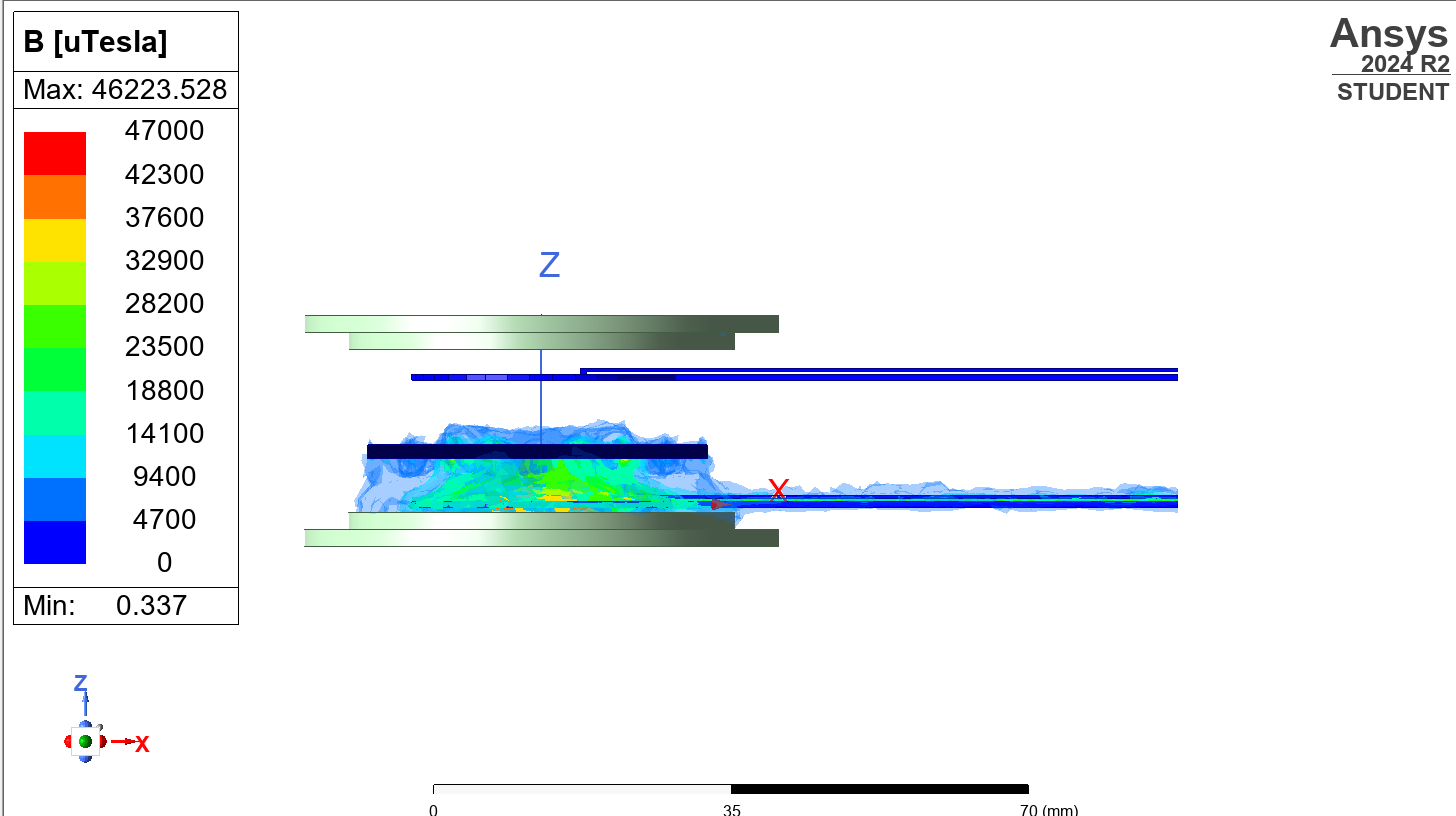 B [uTesla]
Max: 46223.528
47000
42300
37600
32900
28200
23500
18800
14100
9400
4700
0
Min: 0.337
Ansys
2024 R2
STUDENT
Z
X
Z
X
0 35 70 (mm)